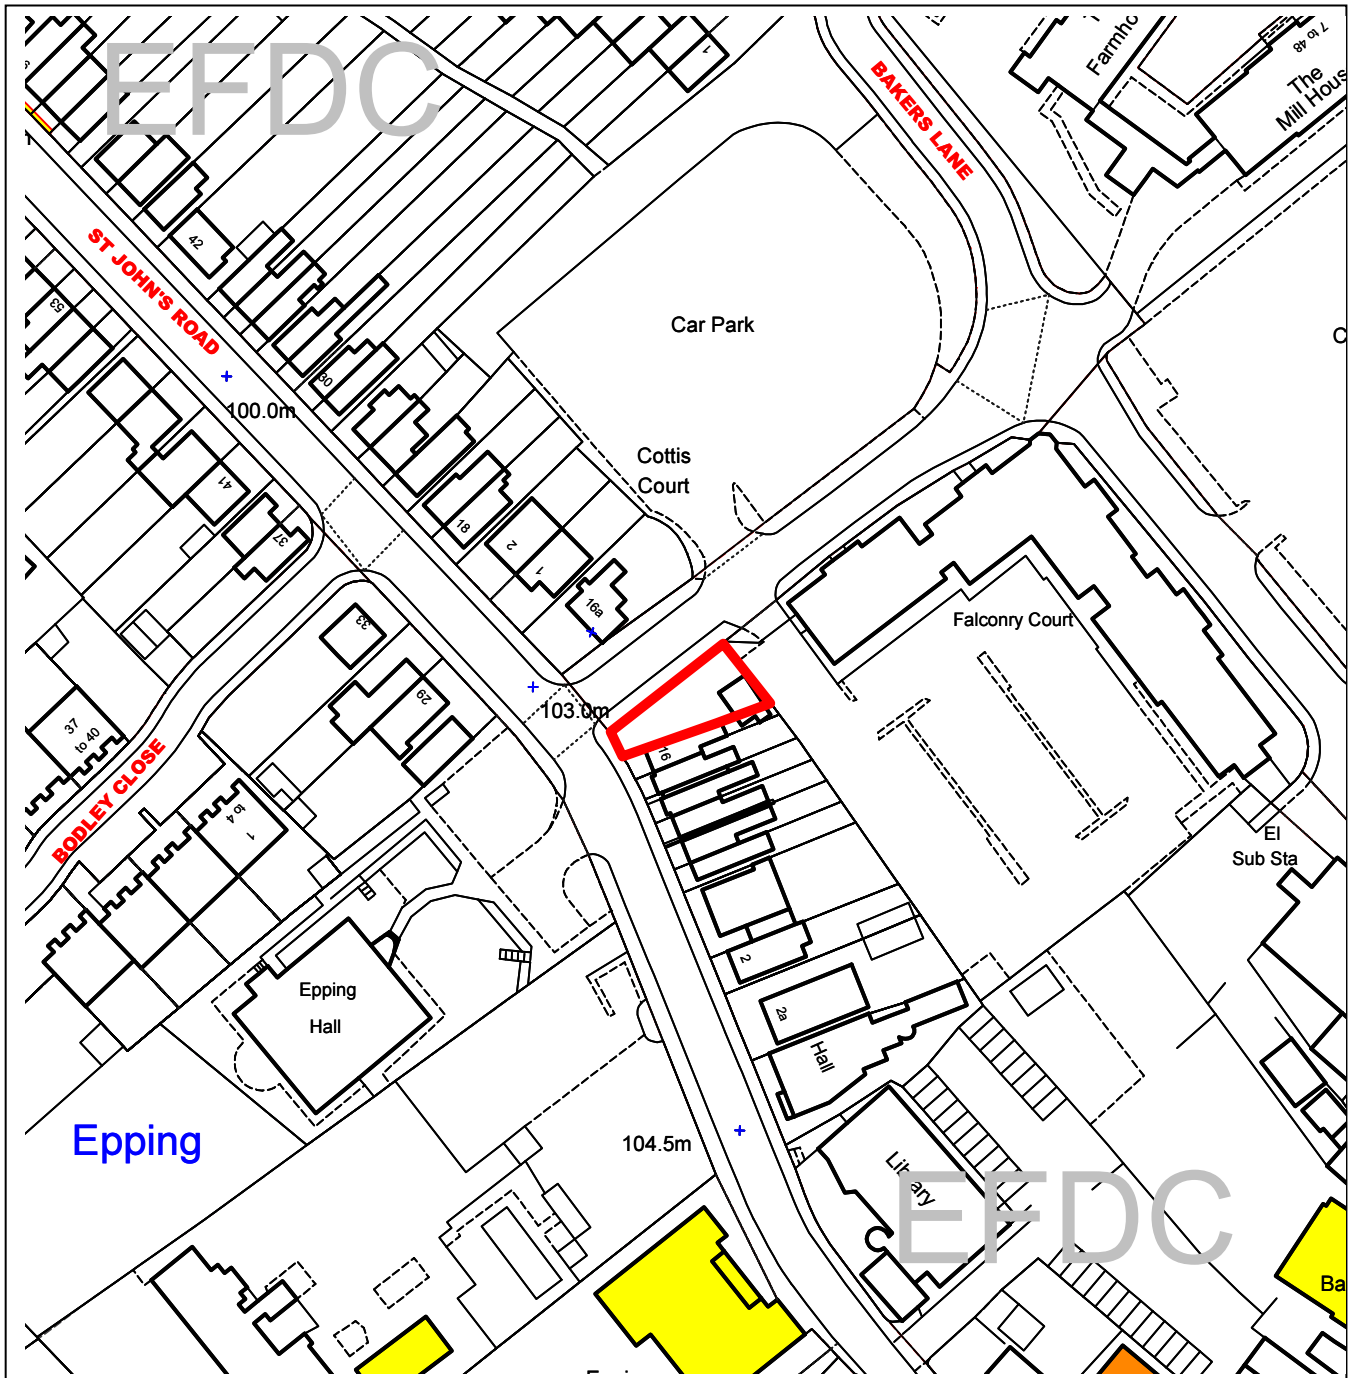 EFDC
1
BAKERS LANE
Farmho
7 to 48
The
Mill Hous
ST JOHN'S ROAD
42
53
Car Park
C
30
100.0m
41
37
Cottis
Court
18
2
1
16a
33
Falconry Court
29
103.0m
16
37
to 40
BODLEY CLOSE
1
to 4
El
Sub Sta
2
Epping
Hall
2a
Hall
Epping
104.5m
Library
EFDC
Ba